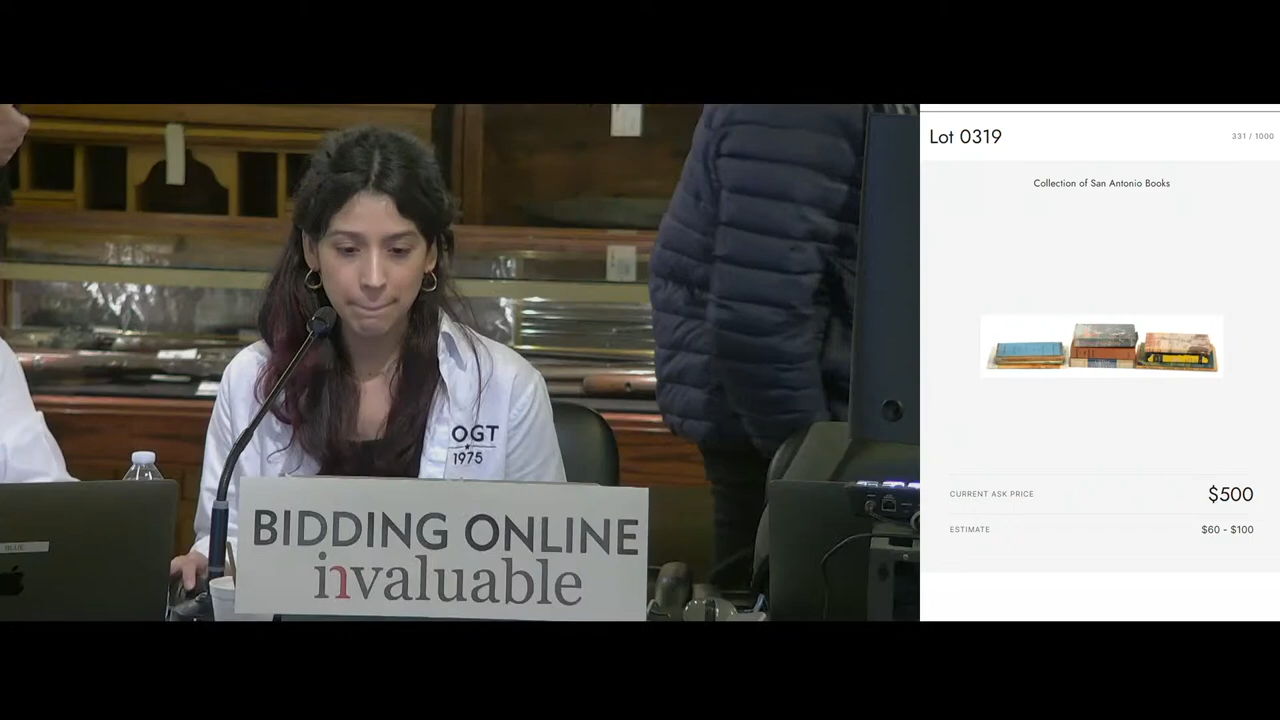 OGT
1975
BLUE
BIDDING ONLINE
invaluable
Lot 0319
331 / 1000
Collection of San Antonio Books
CURRENT ASK PRICE
$500
ESTIMATE
$60 - $100